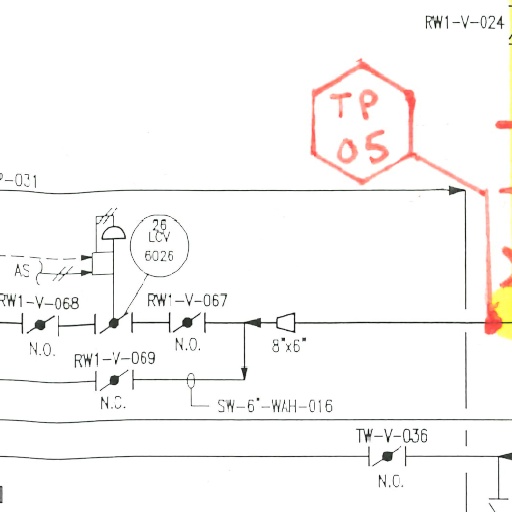 RW1-V-024
TP
05
P-031
26
LCV
6026
AS
RW1-V-068
RW1-V-067
N.O.
N.O.
8"x6"
RW1-V-069
N.O.
SW-6"-WAH-016
TW-V-036
N.O.